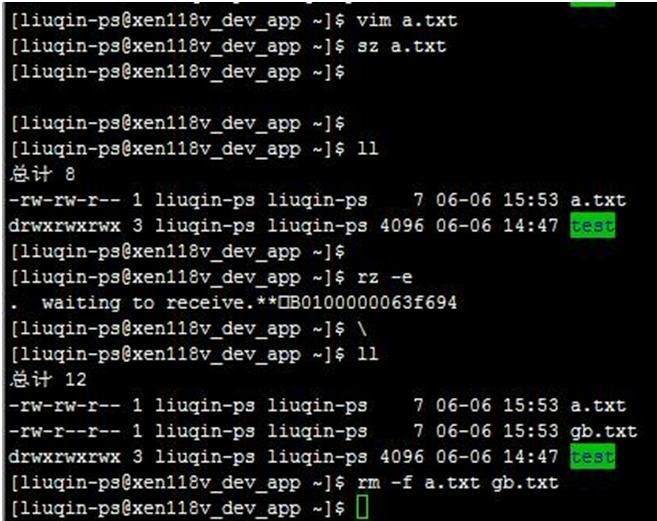 [liuqin-ps@xen118v_dev_app ~]$ vim a.txt
[liuqin-ps@xen118v_dev_app ~]$ sz a.txt
[liuqin-ps@xen118v_dev_app ~]$
[liuqin-ps@xen118v_dev_app ~]$
[liuqin-ps@xen118v_dev_app ~]$ ll
总计 8
-rw-rw-r-- 1 liuqin-ps liuqin-ps    7 06-06 15:53 a.txt
drwxrwxrwx 3 liuqin-ps liuqin-ps 4096 06-06 14:47 test
[liuqin-ps@xen118v_dev_app ~]$
[liuqin-ps@xen118v_dev_app ~]$ rz -e
.  waiting to receive.**□B0100000063f694
[liuqin-ps@xen118v_dev_app ~]$ \
[liuqin-ps@xen118v_dev_app ~]$ ll
总计 12
-rw-rw-r-- 1 liuqin-ps liuqin-ps    7 06-06 15:53 a.txt
-rw-r--r-- 1 liuqin-ps liuqin-ps    7 06-06 15:53 gb.txt
drwxrwxrwx 3 liuqin-ps liuqin-ps 4096 06-06 14:47 test
[liuqin-ps@xen118v_dev_app ~]$ rm -f a.txt gb.txt
[liuqin-ps@xen118v_dev_app ~]$